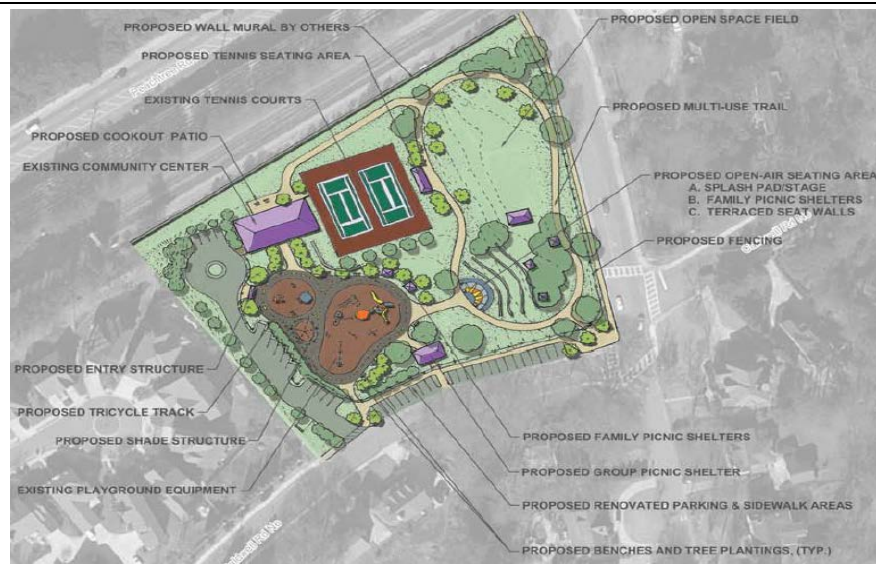 PROPOSED WALL MURAL BY OTHERS
PROPOSED TENNIS SEATING AREA
EXISTING TENNIS COURTS
PROPOSED COOKOUT PATIO
EXISTING COMMUNITY CENTER
PROPOSED ENTRY STRUCTURE
PROPOSED TRICYCLE TRACK
PROPOSED SHADE STRUCTURE
EXISTING PLAYGROUND EQUIPMENT
PROPOSED OPEN SPACE FIELD
PROPOSED MULTI-USE TRAIL
PROPOSED OPEN-AIR SEATING AREA
A. SPLASH PAD/STAGE
B. FAMILY PICNIC SHELTERS
C. TERRACED SEAT WALLS
PROPOSED FENCING
PROPOSED FAMILY PICNIC SHELTERS
PROPOSED GROUP PICNIC SHELTER
PROPOSED RENOVATED PARKING & SIDEWALK AREAS
PROPOSED BENCHES AND TREE PLANTINGS, (TYP.)
Peachtree Rd